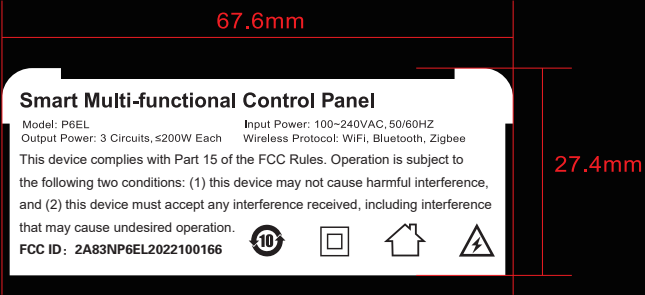 67.6mm
Smart Multi-functional Control Panel
Model: P6EL Input Power: 100~240VAC, 50/60HZ
Output Power: 3 Circuits, ≤200W Each Wireless Protocol: WiFi, Bluetooth, Zigbee
This device complies with Part 15 of the FCC Rules. Operation is subject to
the following two conditions: (1) this device may not cause harmful interference,
and (2) this device must accept any interference received, including interference
that may cause undesired operation.
FCC ID: 2A83NP6EL2022100166
10
27.4mm